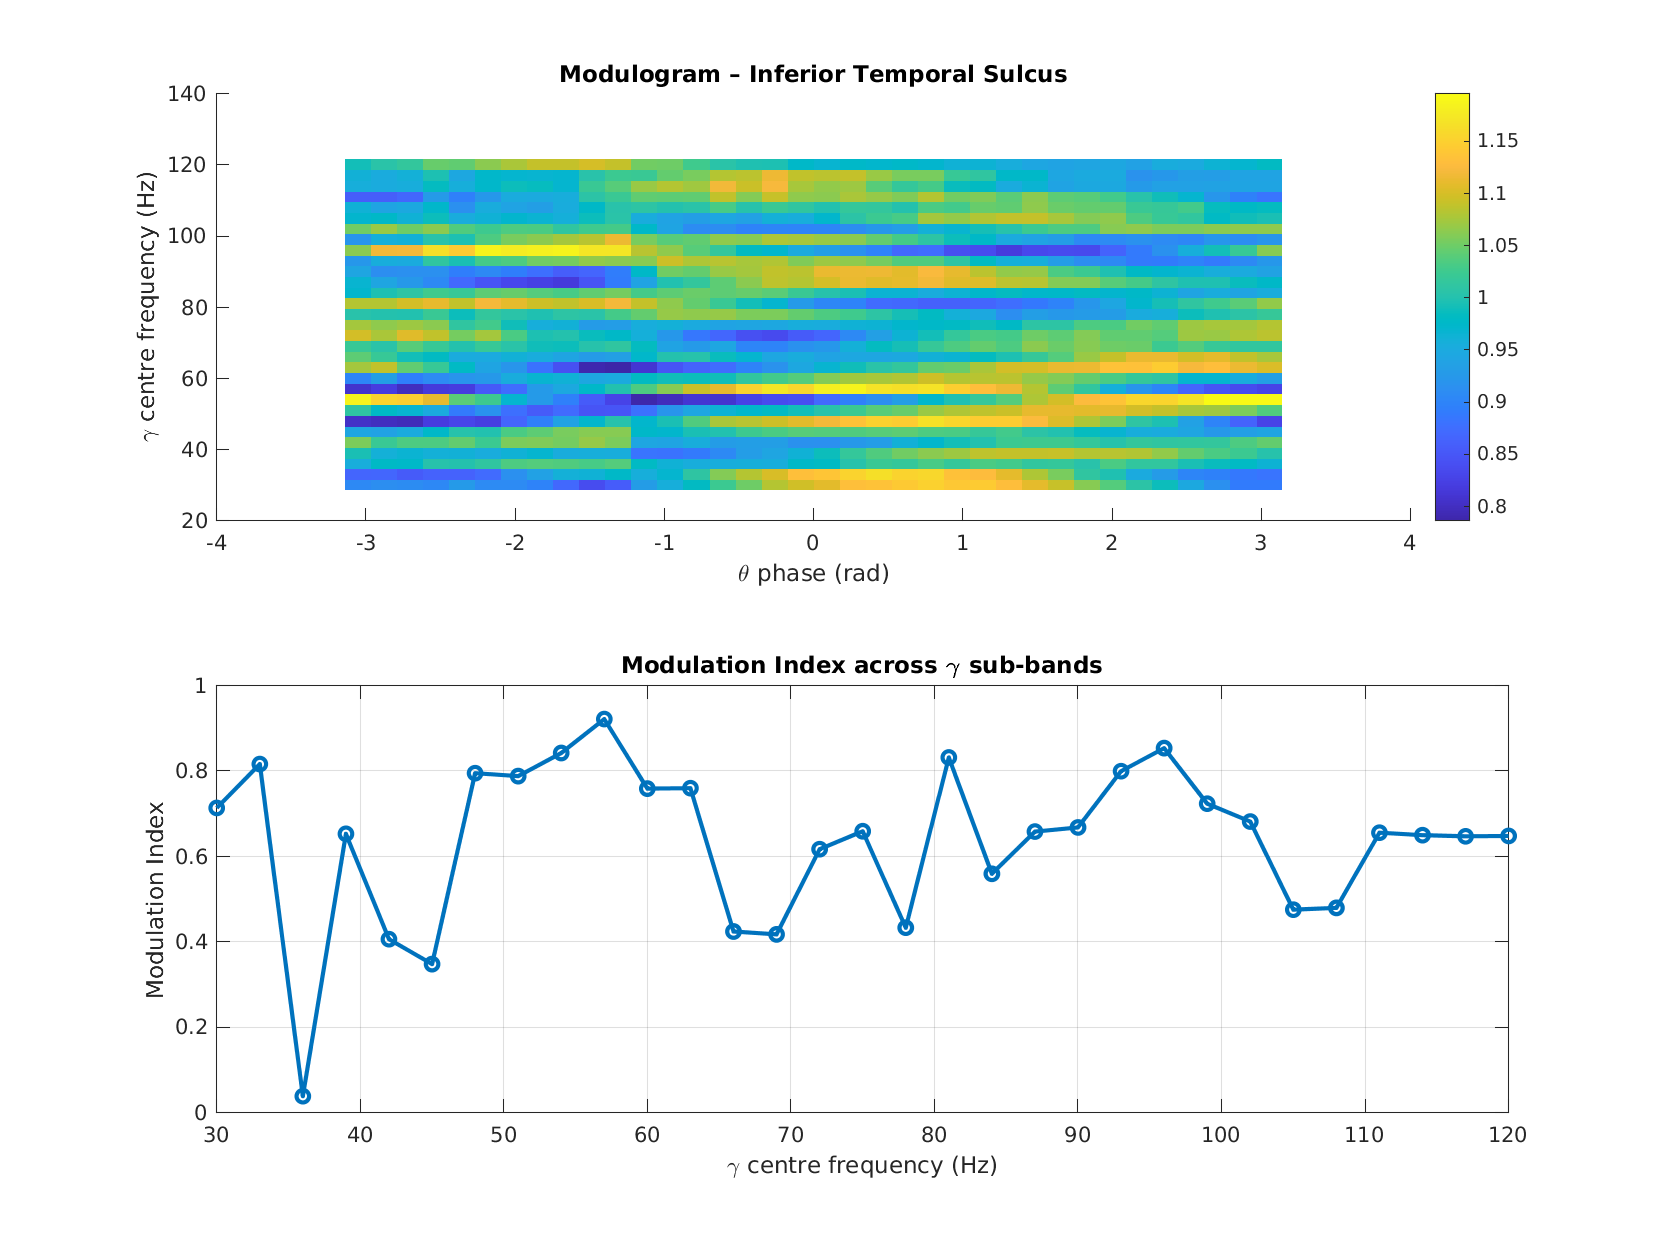 Modulogram – Inferior Temporal Sulcus
140
120
100
80
60
40
20
γ centre frequency (Hz)
-4 -3 -2 -1 0 1 2 3 4
θ phase (rad)
1.15
1.1
1.05
1
0.95
0.9
0.85
0.8
Modulation Index across γ sub-bands
1
0.8
0.6
0.4
0.2
0
Modulation Index
30 40 50 60 70 80 90 100 110 120
γ centre frequency (Hz)